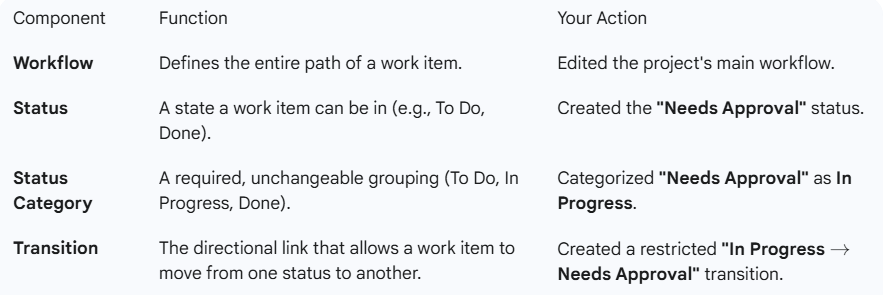 Component Function Your Action
Workflow Defines the entire path of a work item. Edited the project's main workflow.
Status A state a work item can be in (e.g., To Do, Created the "Needs Approval" status.
Done).
Status A required, unchangeable grouping (To Do, In Categorized "Needs Approval" as In
Category Progress, Done). Progress.
Transition The directional link that allows a work item to Created a restricted "In Progress →
move from one status to another. Needs Approval" transition.